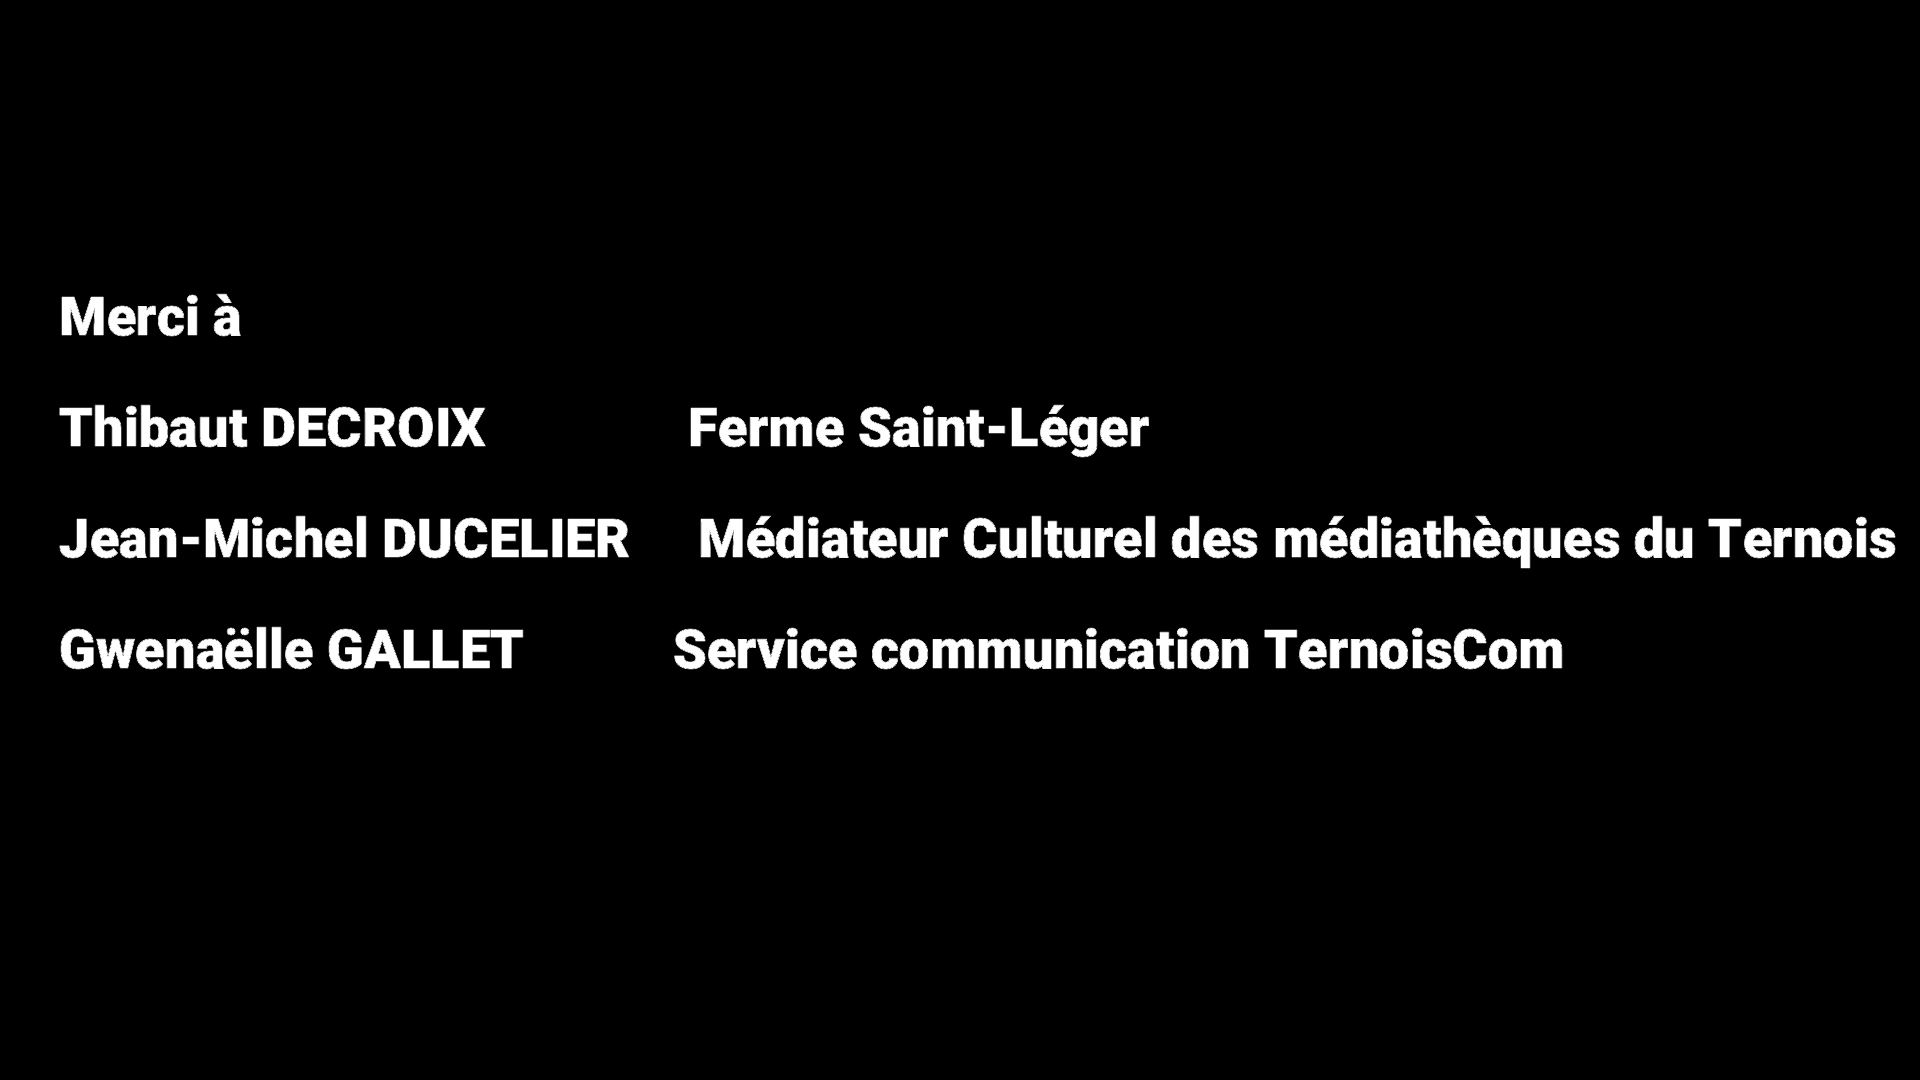 Merci à
Thibaut DECROIX Ferme Saint-Léger
Jean-Michel DUCELIER Médiateur Culturel des médiathèques du Ternois
Gwenaëlle GALLET Service communication TernoisCom